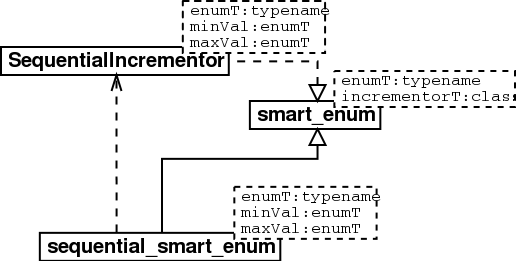 enumT:typename
minVal:enumT
maxVal:enumT
SequentialIncrementor
enumT:typename
incrementorT:clas
smart_enum
enumT:typename
minVal:enumT
maxVal:enumT
sequential_smart_enum